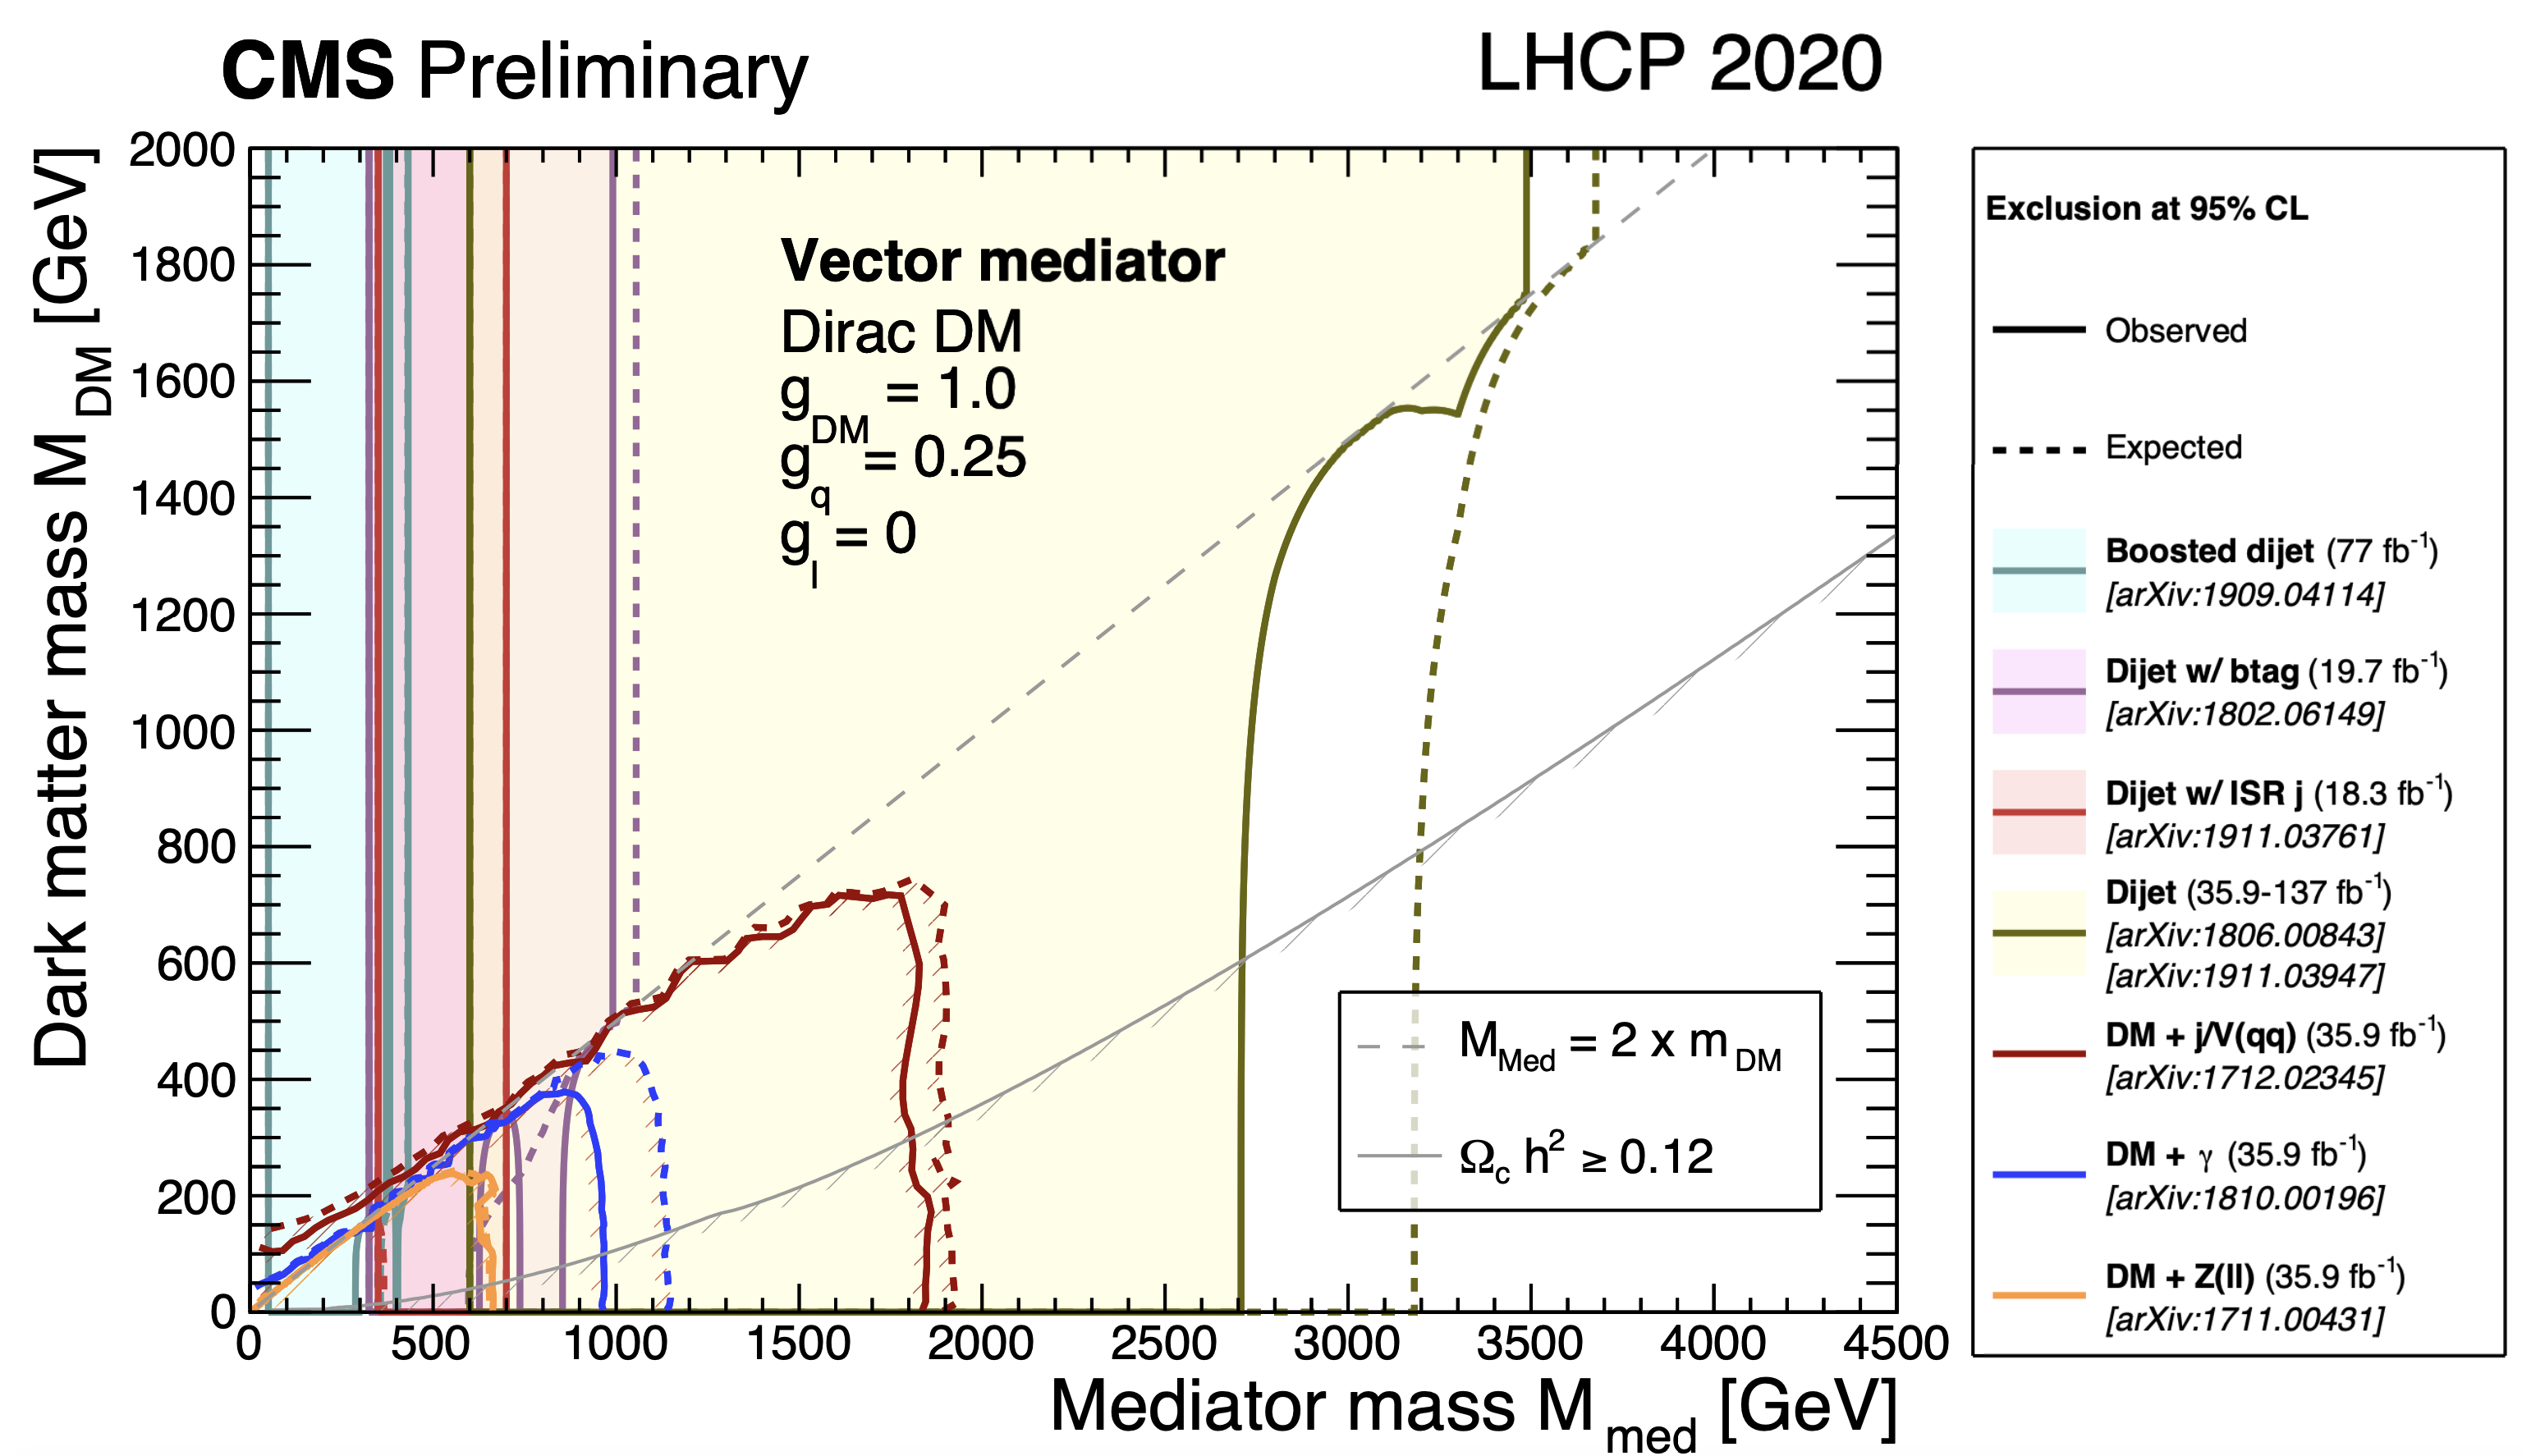 CMS Preliminary
LHCP 2020
Dark matter mass M_DM [GeV]
2000
1800
1600
1400
1200
1000
800
600
400
200
0
Vector mediator
Dirac DM
g_DM = 1.0
g_q = 0.25
g_l = 0
M_Med = 2 x m_DM
Ω_c h² ≥ 0.12
0 500 1000 1500 2000 2500 3000 3500 4000 4500
Mediator mass M_med [GeV]
Exclusion at 95% CL
Observed
Expected
Boosted dijet (77 fb⁻¹)
[arXiv:1909.04114]
Dijet w/ btag (19.7 fb⁻¹)
[arXiv:1802.06149]
Dijet w/ ISR j (18.3 fb⁻¹)
[arXiv:1911.03761]
Dijet (35.9-137 fb⁻¹)
[arXiv:1806.00843]
[arXiv:1911.03947]
DM + j/V(qq) (35.9 fb⁻¹)
[arXiv:1712.02345]
DM + γ (35.9 fb⁻¹)
[arXiv:1810.00196]
DM + Z(ll) (35.9 fb⁻¹)
[arXiv:1711.00431]